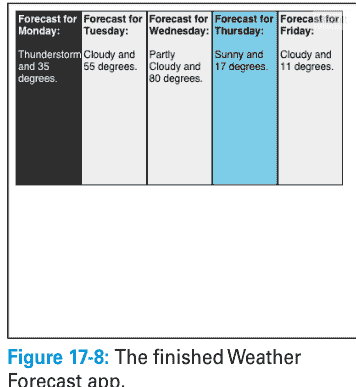 Forecast for Monday:
Thunderstorm and 35 degrees.
Forecast for Tuesday:
Cloudy and 55 degrees.
Forecast for Wednesday:
Partly Cloudy and 80 degrees.
Forecast for Thursday:
Sunny and 17 degrees.
Forecast for Friday:
Cloudy and 11 degrees.
Figure 17-8: The finished Weather
Forecast app.